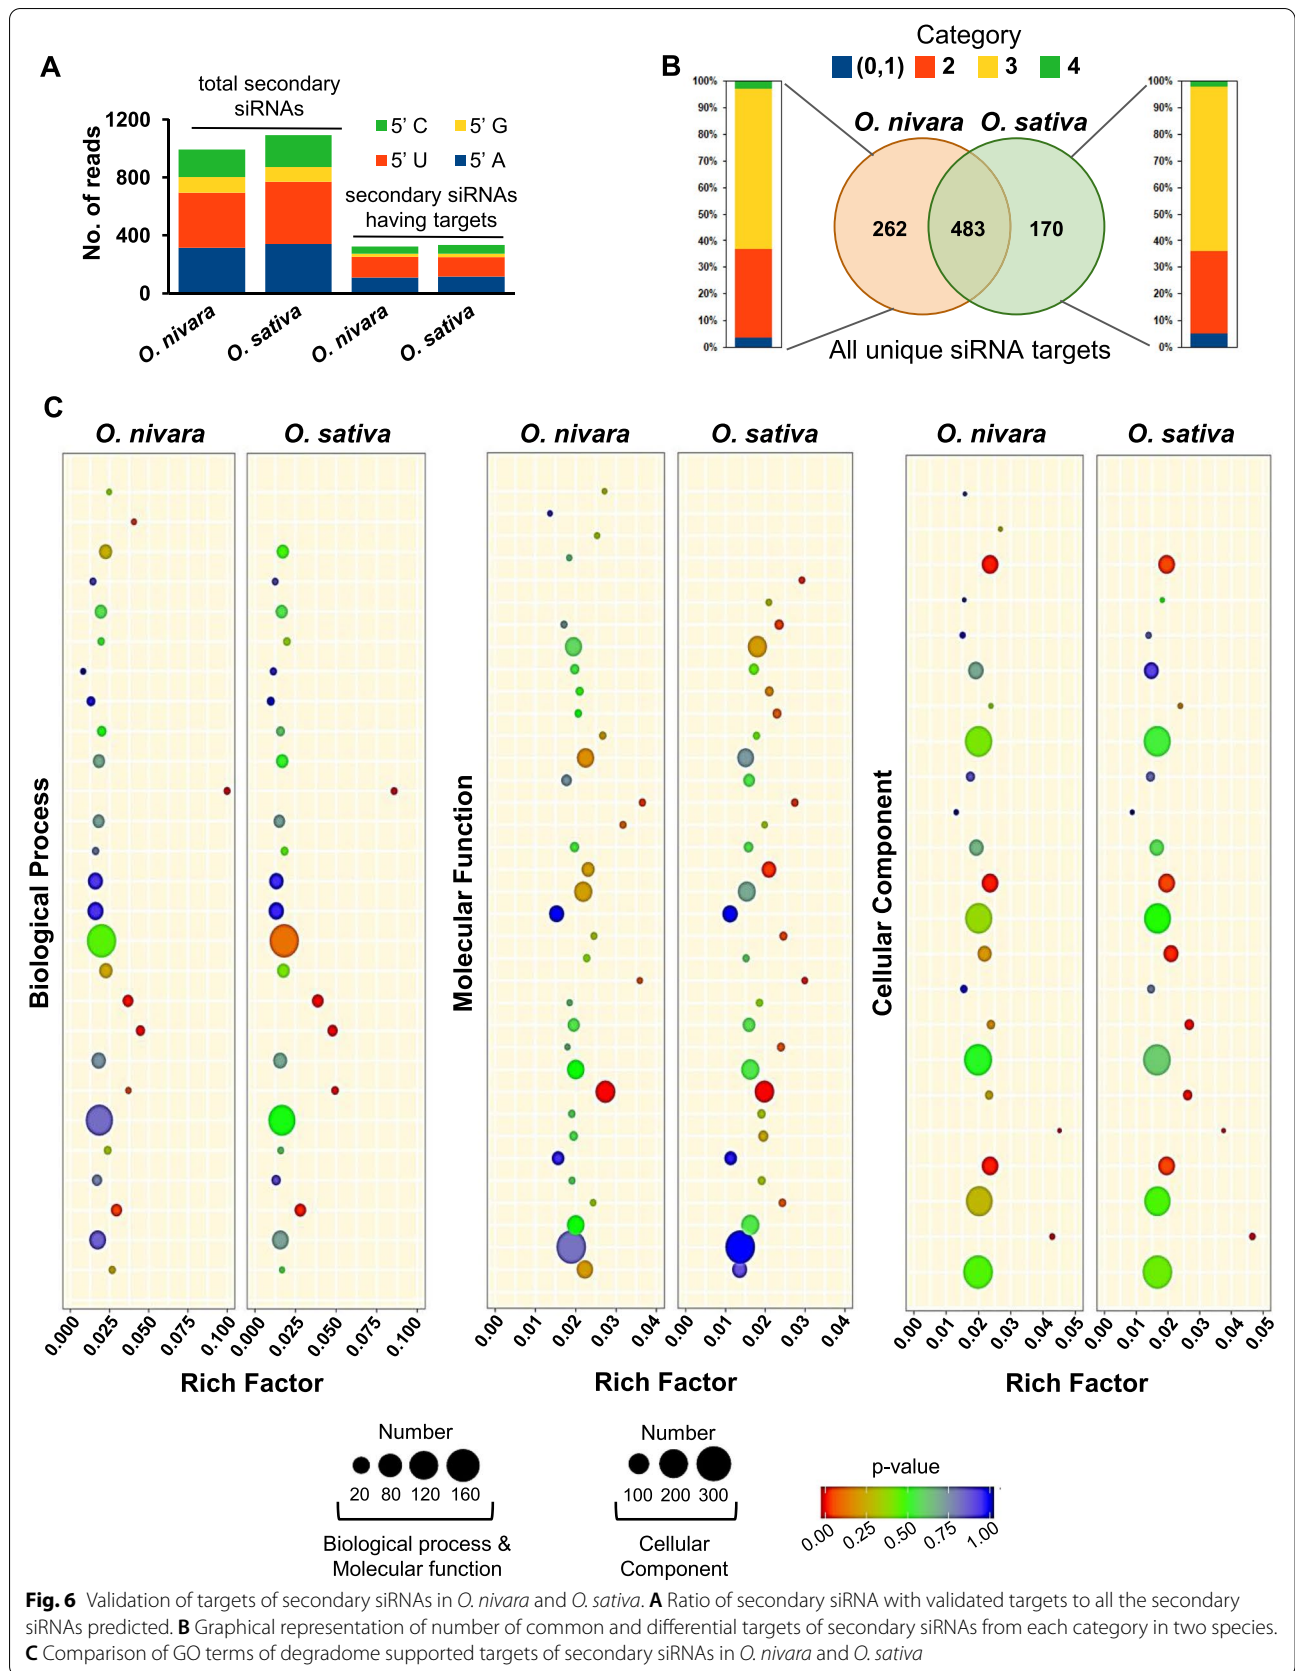 A
total secondary
siRNAs
5’ C
5’ G
5’ U
5’ A
secondary siRNAs
having targets
No. of reads
1200
800
400
0
O. nivara
O. sativa
O. nivara
O. sativa
B
Category
(0,1)
2
3
4
100%
90%
80%
70%
60%
50%
40%
30%
20%
10%
0%
O. nivara
O. sativa
262
483
170
All unique siRNA targets
100%
90%
80%
70%
60%
50%
40%
30%
20%
10%
0%
C
O. nivara
O. sativa
Biological Process
0.000
0.025
0.050
0.075
0.100
0.000
0.025
0.050
0.075
0.100
Rich Factor
O. nivara
O. sativa
Molecular Function
0.00
0.01
0.02
0.03
0.04
0.00
0.01
0.02
0.03
0.04
Rich Factor
O. nivara
O. sativa
Cellular Component
0.00
0.01
0.02
0.03
0.04
0.05
0.00
0.01
0.02
0.03
0.04
0.05
Rich Factor
Number
20 80 120 160
Biological process &
Molecular function
Number
100 200 300
Cellular
Component
p-value
0.00
0.25
0.50
0.75
1.00
Fig. 6 Validation of targets of secondary siRNAs in O. nivara and O. sativa. A Ratio of secondary siRNA with validated targets to all the secondary
siRNAs predicted. B Graphical representation of number of common and differential targets of secondary siRNAs from each category in two species.
C Comparison of GO terms of degradome supported targets of secondary siRNAs in O. nivara and O. sativa